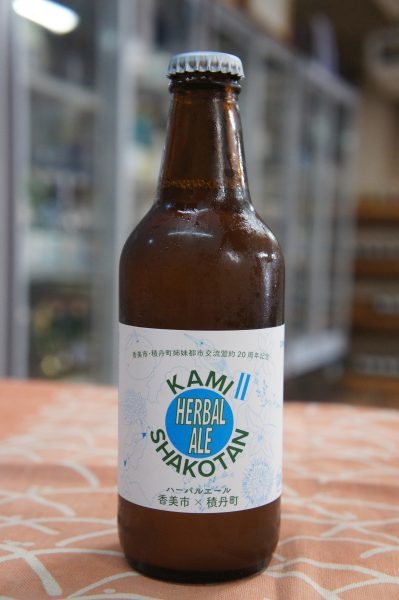 香美市・積丹町姉妹都市交流盟約20周年記念
KAMI
HERBAL
ALE
SHAKOTAN
ハーバルエール
香美市×積丹町